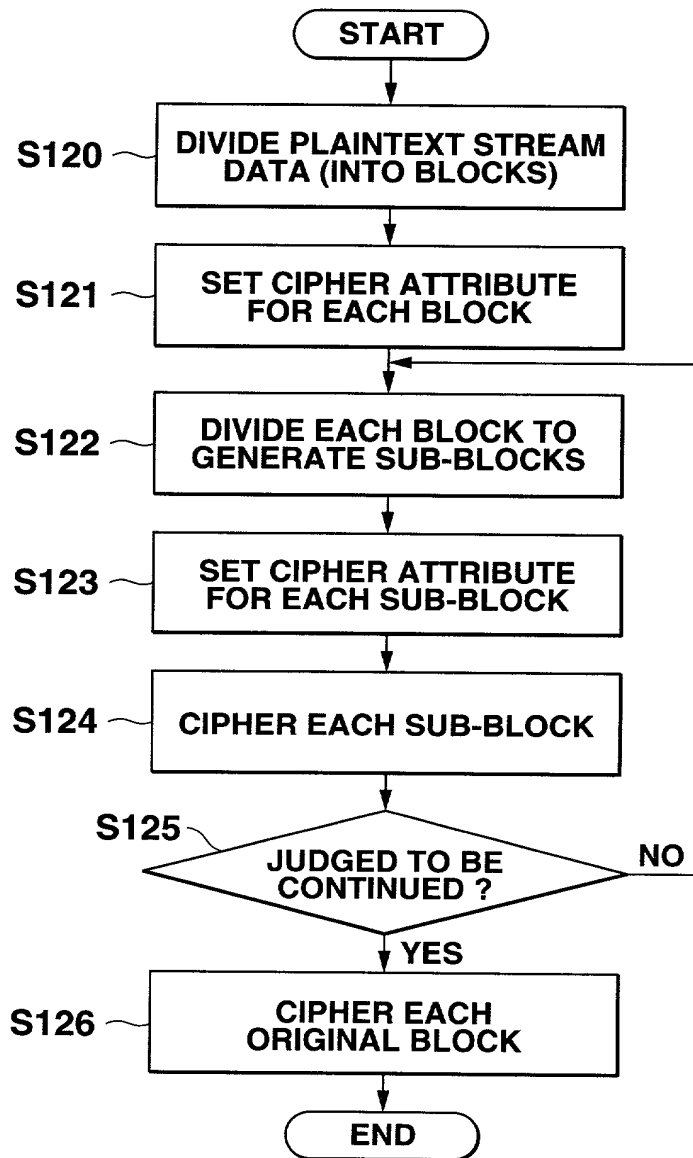 START
S120
DIVIDE PLAINTEXT STREAM
DATA (INTO BLOCKS)
S121
SET CIPHER ATTRIBUTE
FOR EACH BLOCK
S122
DIVIDE EACH BLOCK TO
GENERATE SUB-BLOCKS
S123
SET CIPHER ATTRIBUTE
FOR EACH SUB-BLOCK
S124
CIPHER EACH SUB-BLOCK
S125
JUDGED TO BE
CONTINUED ?
NO
YES
S126
CIPHER EACH
ORIGINAL BLOCK
END